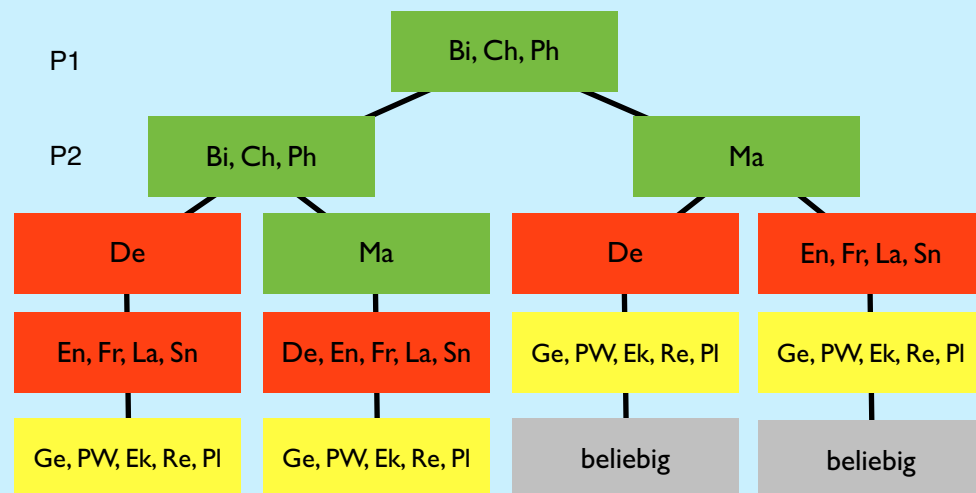 P1
Bi, Ch, Ph
P2
Bi, Ch, Ph
Ma
De
Ma
De
En, Fr, La, Sn
En, Fr, La, Sn
De, En, Fr, La, Sn
Ge, PW, Ek, Re, Pl
Ge, PW, Ek, Re, Pl
Ge, PW, Ek, Re, Pl
Ge, PW, Ek, Re, Pl
beliebig
beliebig